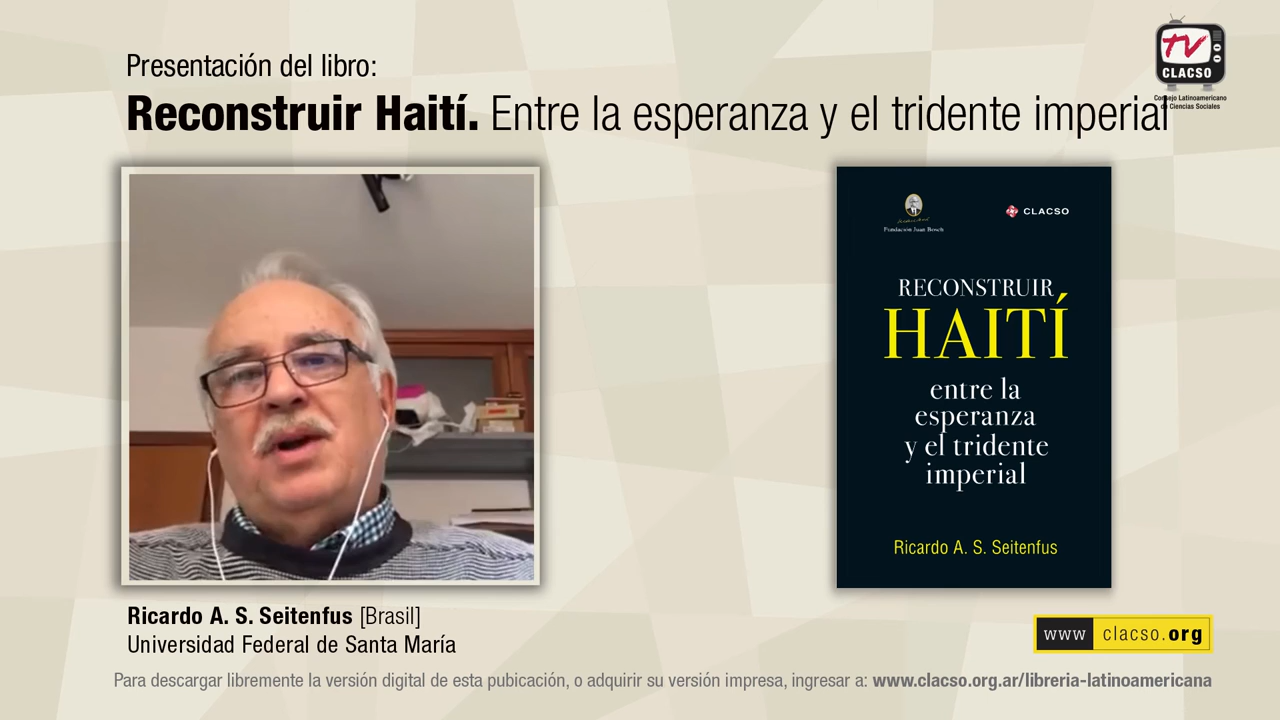 Presentación del libro:
Reconstruir Haití. Entre la esperanza y el tridente imperial
TV
CLACSO
Consejo Latinoamericano
de Ciencias Sociales
Fundación Juan Bosch
CLACSO
RECONSTRUIR
HAITÍ
entre la
esperanza
y el tridente
imperial
Ricardo A. S. Seitenfus
Ricardo A. S. Seitenfus [Brasil]
Universidad Federal de Santa María
www clacso.org
Para descargar libremente la versión digital de esta pubicación, o adquirir su versión impresa, ingresar a: www.clacso.org.ar/libreria-latinoamericana